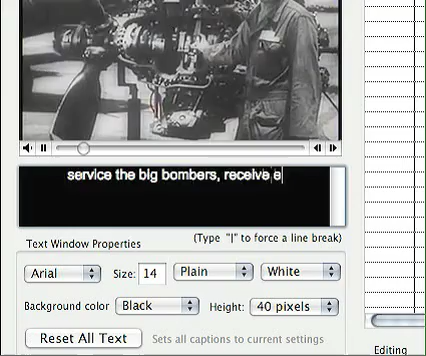 service the big bombers, receive e
(Type "|" to force a line break)
Text Window Properties
Arial
Size: 14
Plain
White
Background color
Black
Height: 40 pixels
Reset All Text
Sets all captions to current settings
Editing